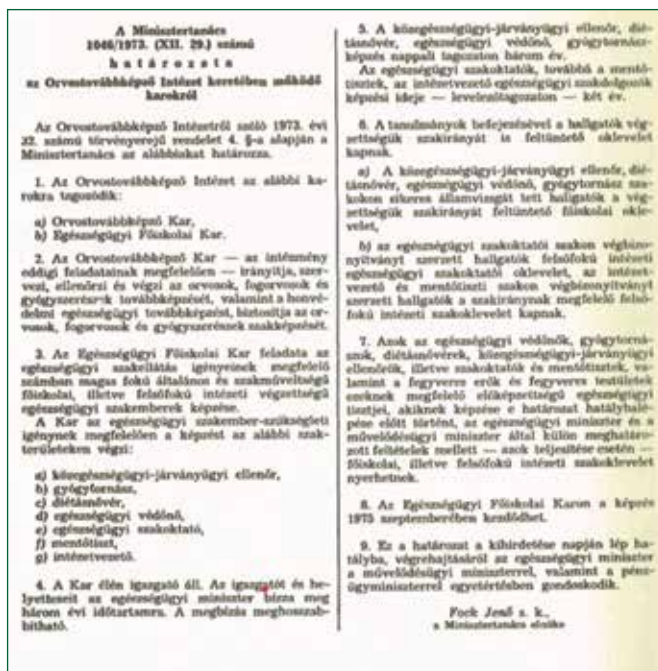 A Minisztertanács
1046/1973. (XII. 29.) számú
határozata
az Orvostovábbképző Intézet keretében működő
karokról
Az Orvostovábbképző Intézetről szóló 1973. évi
32. számú törvényerejű rendelet 4. §-a alapján a
Minisztertanács az alábbiakat határozza.
1. Az Orvostovábbképző Intézet az alábbi ka-
rokra tagozódik:
a) Orvostovábbképző Kar,
b) Egészségügyi Főiskolai Kar.
2. Az Orvostovábbképző Kar — az intézmény
eddigi feladatainak megfelelően — irányítja, szer-
vezi, ellenőrzi és végzi az orvosok, fogorvosok és
gyógyszerészek továbbképzését, valamint a honvé-
delmi egészségügyi továbbképzést, biztosítja az or-
vosok, fogorvosok és gyógyszerészek szakképzését.
3. Az Egészségügyi Főiskolai Kar feladata az
egészségügyi szakellátás igényeinek megfelelő
számban magas fokú általános és szakműveltségű
főiskolai, illetve felsőfokú intézeti végzettségű
egészségügyi szakemberek képzése.
A Kar az egészségügyi szakember-szükségleti
igénynek megfelelően a képzést az alábbi szak-
területeken végzi:
a) közegészségügyi-járványügyi ellenőr,
b) gyógytornász,
c) diétásnővér,
d) egészségügyi védőnő,
e) egészségügyi szakoktató,
f) mentőtiszt,
g) intézetvezető.
4. A Kar élén igazgató áll. Az igazgatót és he-
lyetteseit az egészségügyi miniszter bízza meg
három évi időtartamra. A megbízás meghosszab-
bítható.
5. A közegészségügyi-járványügyi ellenőr, dié-
tásnővér, egészségügyi védőnő, gyógytornász-
képzés nappali tagozaton három év.
Az egészségügyi szakoktatók, továbbá a mentő-
tisztek, az intézetvezető egészségügyi szakdolgozók
képzési ideje — levelezőtagozaton — két év.
6. A tanulmányok befejezésével a hallgatók vég-
zettségük szakirányát is feltüntető oklevelet
kapnak.
a) A közegészségügyi-járványügyi ellenőr, dié-
tásnővér, egészségügyi védőnő, gyógytornász sza-
kokon sikeres államvizsgát tett hallgatók a vég-
zettségük szakirányát feltüntető főiskolai okle-
velet,
b) az egészségügyi szakoktatói szakon végbizo-
nyítványt szerzett hallgatók felsőfokú intézeti
egészségügyi szakoktatói oklevelet, az intézet-
vezető és mentőtiszti szakon végbizonyítványt
szerzett hallgatók a szakiránynak megfelelő felső-
fokú intézeti szakoklevelet kapnak.
7. Azok az egészségügyi védőnők, gyógytorná-
szok, diétásnővérek, közegészségügyi-járványügyi
ellenőrök, illetve szakoktatók és mentőtisztek, va-
lamint a fegyveres erők és fegyveres testületek
ezeknek megfelelő előképzettségű egészségügyi
tisztjei, akiknek képzése e határozat hatálybalé-
pése előtt történt, az egészségügyi miniszter és a
művelődésügyi miniszter által külön meghatáro-
zott feltételek mellett — azok teljesítése esetén —
főiskolai, illetve felsőfokú intézeti szakoklevelet
nyerhetnek.
8. Az Egészségügyi Főiskolai Karon a képzés
1975 szeptemberében kezdődhet.
9. Ez a határozat a kihirdetése napján lép ha-
tályba, végrehajtásáról az egészségügyi miniszter
a művelődésügyi miniszterrel, valamint a pénz-
ügyminiszterrel egyetértésben gondoskodik.
Fock Jenő s. k.,
a Minisztertanács elnöke